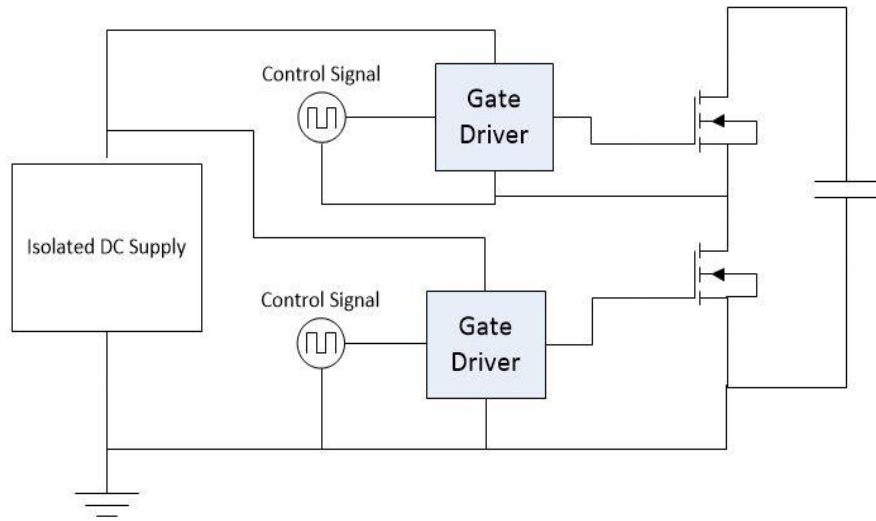 Control Signal
Gate
Driver
Isolated DC Supply
Control Signal
Gate
Driver